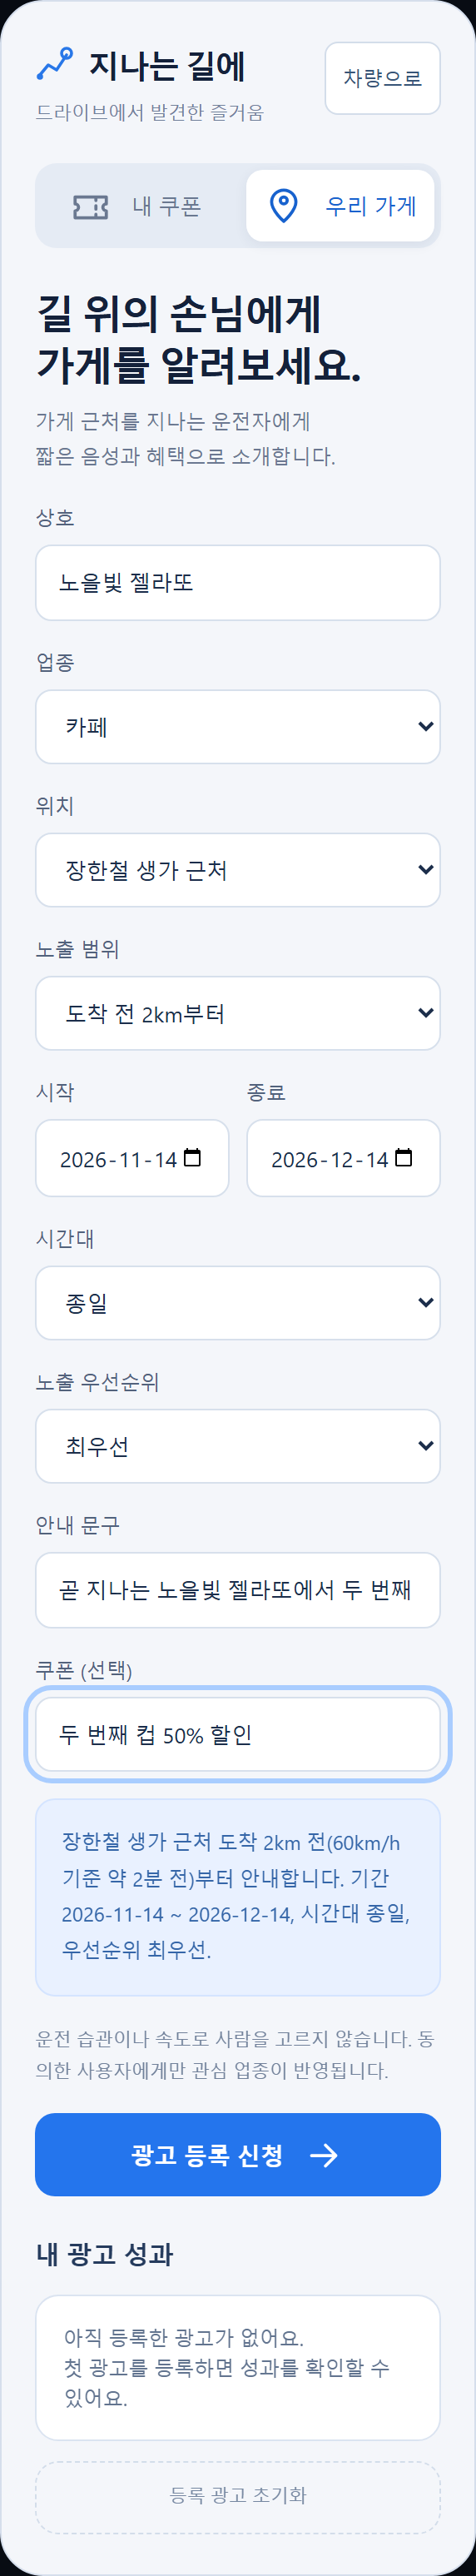 지나는 길에
드라이브에서 발견한 즐거움
차량으로
내 쿠폰
우리 가게
길 위의 손님에게
가게를 알려보세요.
가게 근처를 지나는 운전자에게
짧은 음성과 혜택으로 소개합니다.
상호
노을빛 젤라또
업종
카페
위치
장한철 생가 근처
노출 범위
도착 전 2km부터
시작
종료
2026-11-14
2026-12-14
시간대
종일
노출 우선순위
최우선
안내 문구
곧 지나는 노을빛 젤라또에서 두 번째
쿠폰 (선택)
두 번째 컵 50% 할인
장한철 생가 근처 도착 2km 전(60km/h
기준 약 2분 전)부터 안내합니다. 기간
2026-11-14 ~ 2026-12-14, 시간대 종일,
우선순위 최우선.
운전 습관이나 속도로 사람을 고르지 않습니다. 동
의한 사용자에게만 관심 업종이 반영됩니다.
광고 등록 신청
내 광고 성과
아직 등록한 광고가 없어요.
첫 광고를 등록하면 성과를 확인할 수
있어요.
등록 광고 초기화